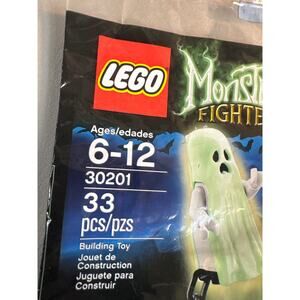 LEGO
Monst
FIGHTE
Ages/edades
6-12
30201
33
pcs/pzs
Building Toy
Jouet de
Construction
Juguete para
Construir